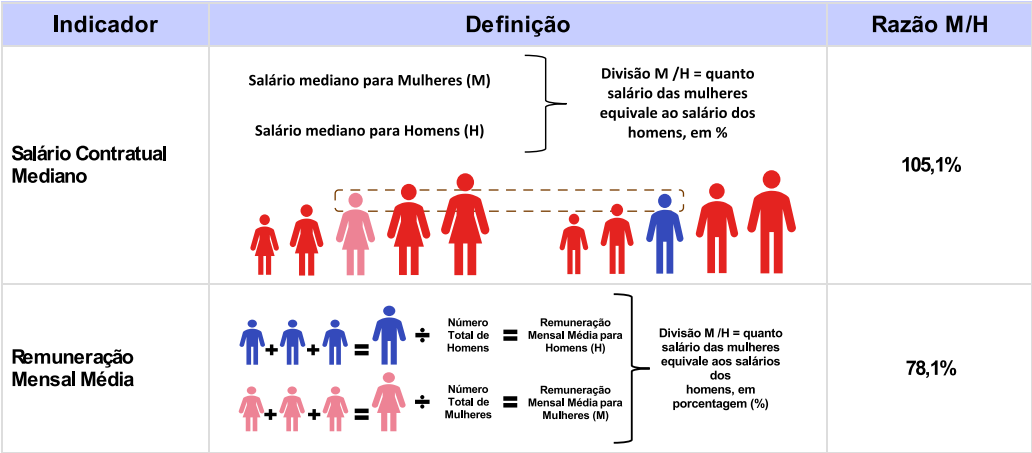 Indicador
Definição
Razão M/H
Salário Contratual
Mediano
Salário mediano para Mulheres (M)
Salário mediano para Homens (H)
Divisão M /H = quanto
salário das mulheres
equivale ao salário dos
homens, em %
105,1%
Remuneração
Mensal Média
+ + = ÷
Número
Total de
Homens
=
Remuneração
Mensal Média para
Homens (H)
+ + = ÷
Número
Total de
Mulheres
=
Remuneração
Mensal Média para
Mulheres (M)
Divisão M /H = quanto
salário das mulheres
equivale aos salários
dos
homens, em
porcentagem (%)
78,1%